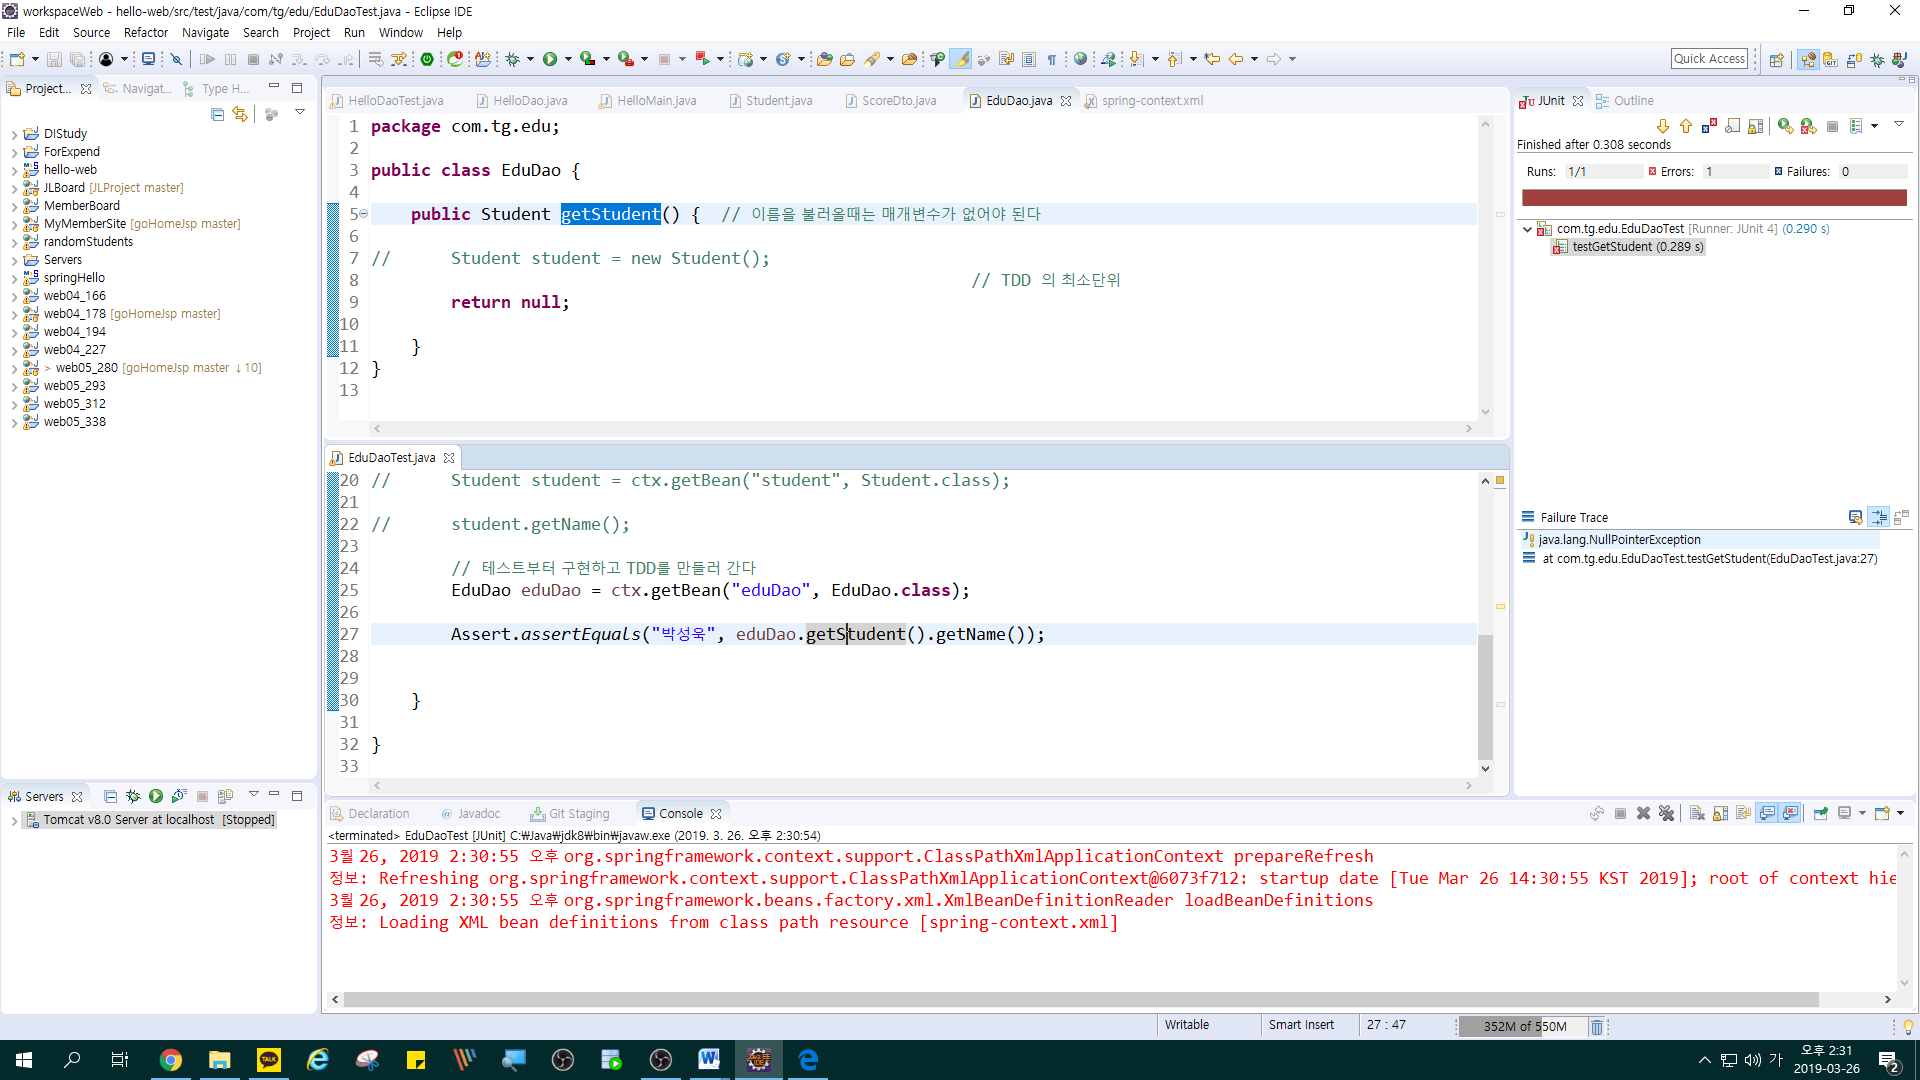 workspaceWeb - hello-web/src/test/java/com/tg/edu/EduDaoTest.java - Eclipse IDE
File Edit Source Refactor Navigate Search Project Run Window Help
Quick Access
Project... Navigat... Type H...
DIStudy
ForExpend
hello-web
JLBoard [JLProject master]
MemberBoard
MyMemberSite [goHomeJsp master]
randomStudents
Servers
springHello
web04_166
web04_178 [goHomeJsp master]
web04_194
web04_227
> web05_280 [goHomeJsp master ↓10]
web05_293
web05_312
web05_338
Servers
Tomcat v8.0 Server at localhost [Stopped]
HelloDaoTest.java HelloDao.java HelloMain.java Student.java ScoreDto.java EduDao.java spring-context.xml
1 package com.tg.edu;
2
3 public class EduDao {
4
5 public Student getStudent() { // 이름을 불러올때는 매개변수가 없어야 된다
6
7 // Student student = new Student();
8 // TDD 의 최소단위
9 return null;
10
11 }
12 }
13
EduDaoTest.java
20 // Student student = ctx.getBean("student", Student.class);
21
22 // student.getName();
23
24 // 테스트부터 구현하고 TDD를 만들러 간다
25 EduDao eduDao = ctx.getBean("eduDao", EduDao.class);
26
27 Assert.assertEquals("박성욱", eduDao.getStudent().getName());
28
29
30 }
31
32 }
33
Declaration Javadoc Git Staging Console
<terminated> EduDaoTest [JUnit] C:₩Java₩jdk8₩bin₩javaw.exe (2019. 3. 26. 오후 2:30:54)
3월 26, 2019 2:30:55 오후 org.springframework.context.support.ClassPathXmlApplicationContext prepareRefresh
정보: Refreshing org.springframework.context.support.ClassPathXmlApplicationContext@6073f712: startup date [Tue Mar 26 14:30:55 KST 2019]; root of context hie
3월 26, 2019 2:30:55 오후 org.springframework.beans.factory.xml.XmlBeanDefinitionReader loadBeanDefinitions
정보: Loading XML bean definitions from class path resource [spring-context.xml]
JUnit Outline
Finished after 0.308 seconds
Runs: 1/1 Errors: 1 Failures: 0
com.tg.edu.EduDaoTest [Runner: JUnit 4] (0.290 s)
testGetStudent (0.289 s)
Failure Trace
java.lang.NullPointerException
at com.tg.edu.EduDaoTest.testGetStudent(EduDaoTest.java:27)
Writable Smart Insert 27 : 47 352M of 550M
TALK
가 오후 2:31
2019-03-26
2